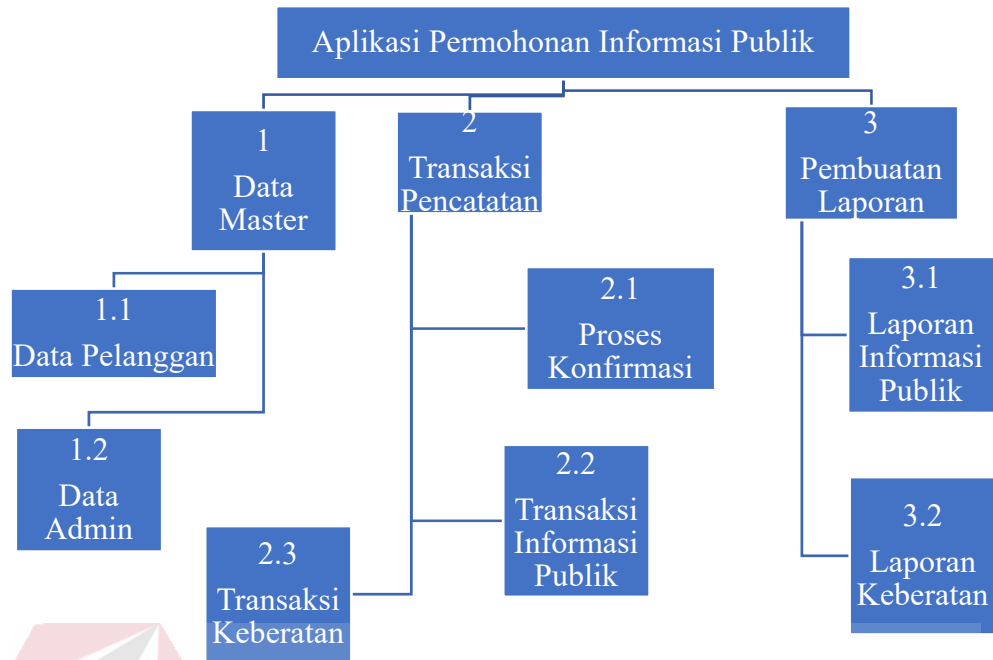 Aplikasi Permohonan Informasi Publik
1
Data
Master
2
Transaksi
Pencatatan
3
Pembuatan
Laporan
1.1
Data Pelanggan
1.2
Data
Admin
2.1
Proses
Konfirmasi
2.2
Transaksi
Informasi
Publik
2.3
Transaksi
Keberatan
3.1
Laporan
Informasi
Publik
3.2
Laporan
Keberatan